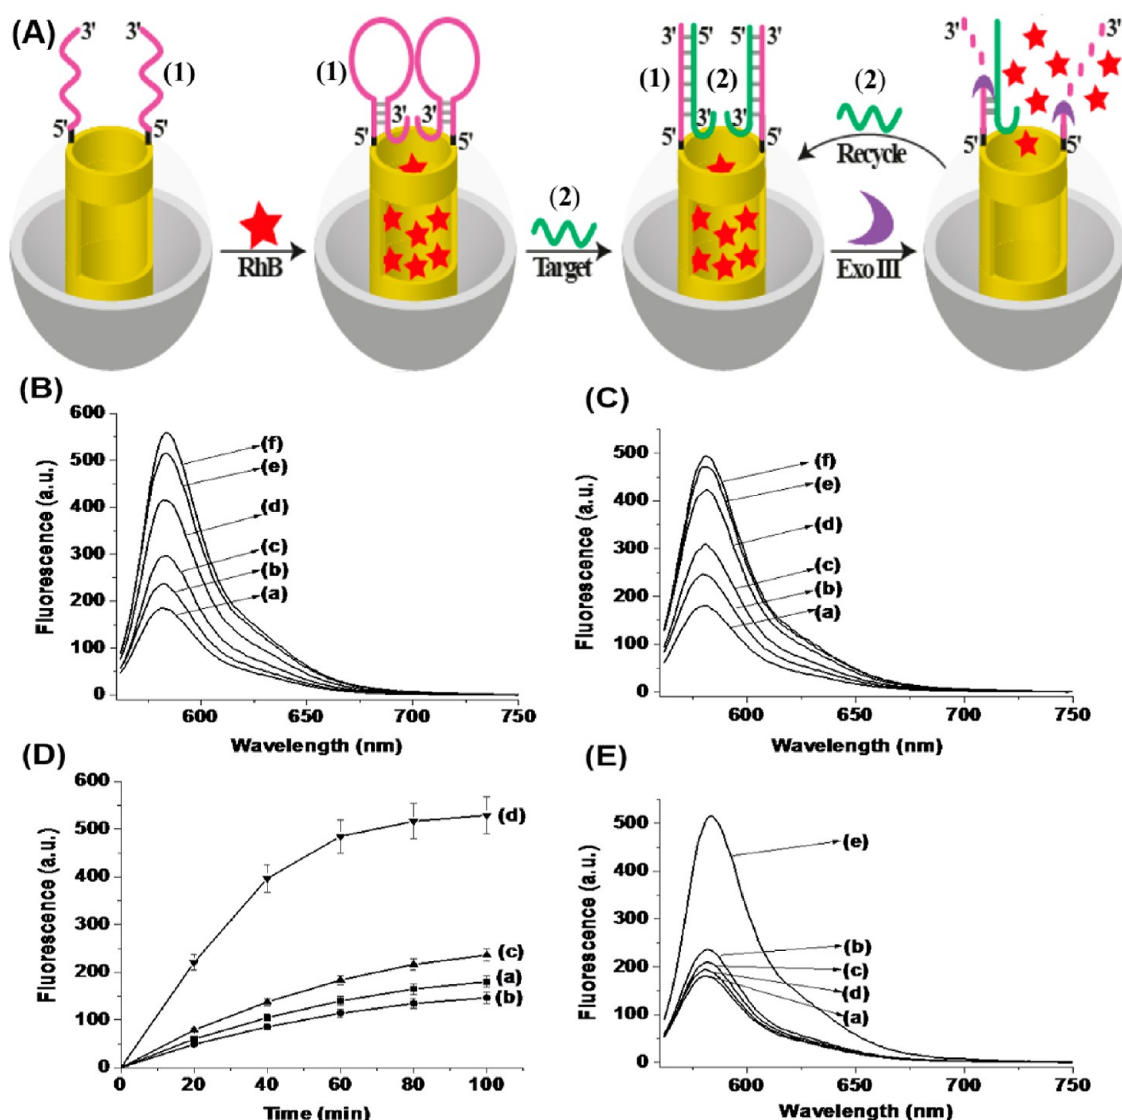 (A)
3' 3'
(1)
5' 5'
RhB
(1)
3' 3'
5' 5'
(2)
Target
3' 5' 5' 3'
(1) (2)
3' 3'
5' 5'
(2)
Recycle
Exo III
3' 3'
5' 5'
(B)
600
500
400
300
200
100
0
Fluorescence (a.u.)
(f)
(e)
(d)
(c)
(b)
(a)
600 650 700 750
Wavelength (nm)
(C)
500
400
300
200
100
0
Fluorescence (a.u.)
(f)
(e)
(d)
(c)
(b)
(a)
600 650 700 750
Wavelength (nm)
(D)
600
500
400
300
200
100
0
Fluorescence (a.u.)
(d)
(c)
(a)
(b)
0 20 40 60 80 100
Time (min)
(E)
500
400
300
200
100
0
Fluorescence (a.u.)
(e)
(b)
(c)
(d)
(a)
600 650 700 750
Wavelength (nm)